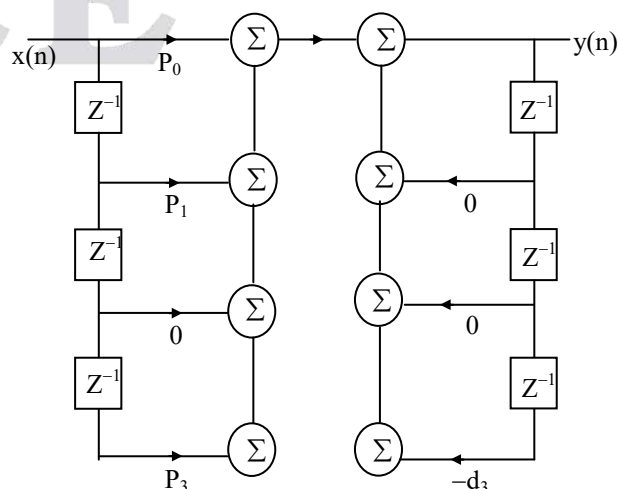 Σ Σ y(n)
x(n) P₀
Z⁻¹ Z⁻¹
Σ Σ
P₁ 0
Z⁻¹ Z⁻¹
Σ Σ
0 0
Z⁻¹ Z⁻¹
Σ Σ
P₃ −d₃